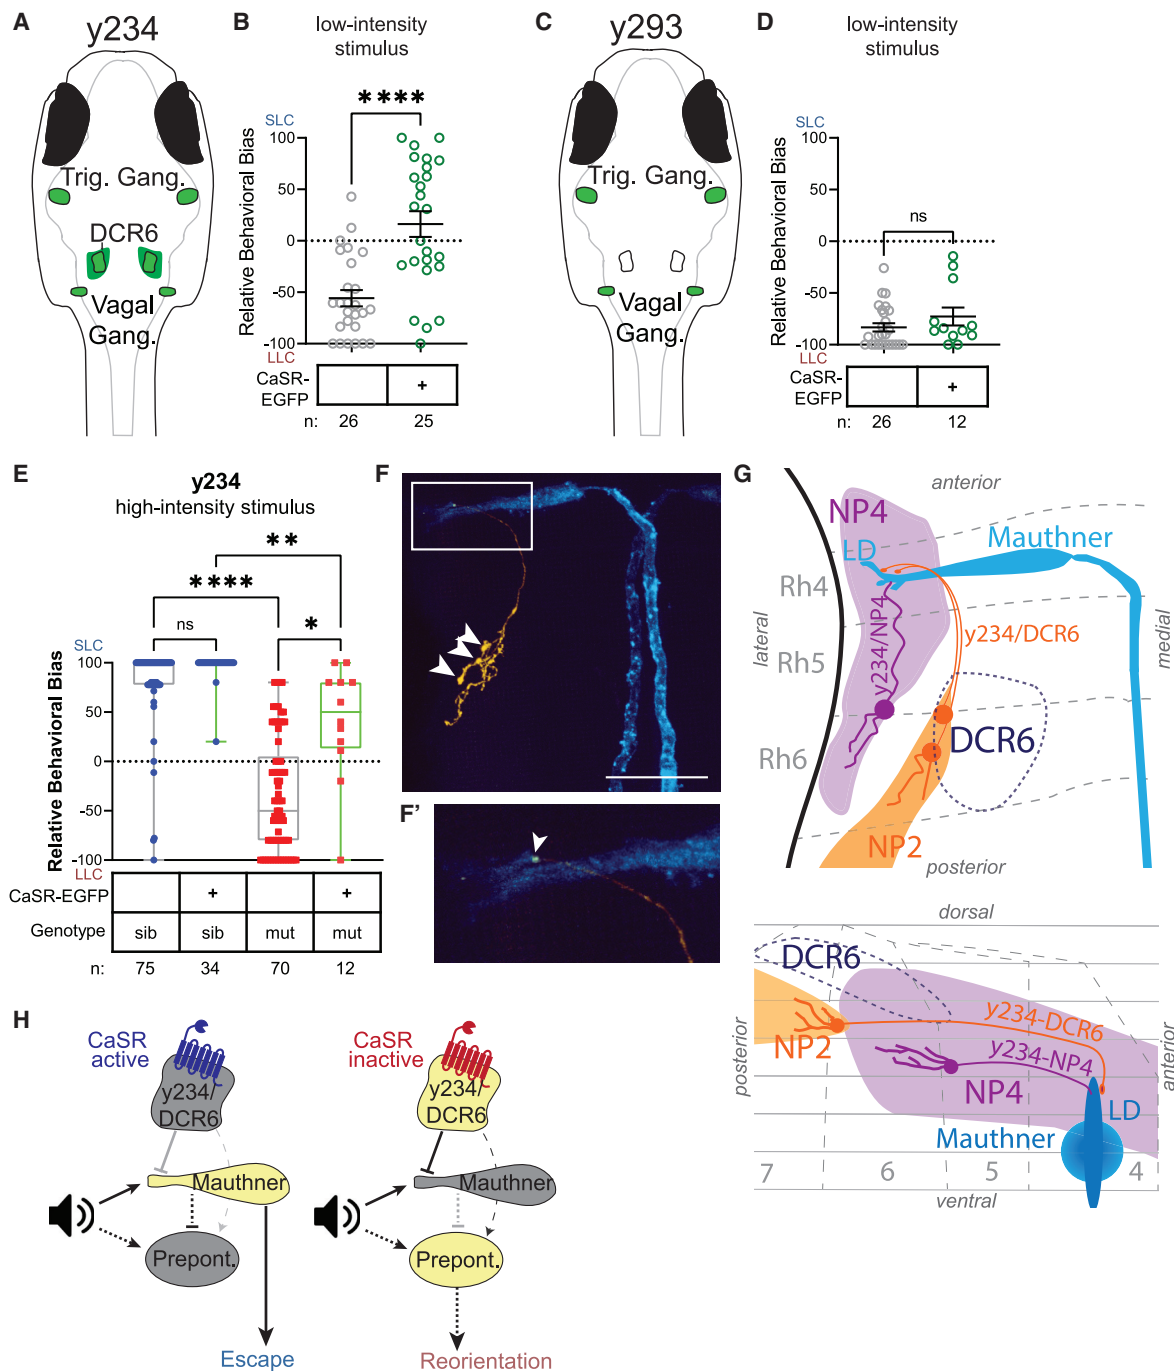 A
y234
Trig. Gang.
DCR6
Vagal
Gang.
B
low-intensity
stimulus
****
SLC
Relative Behavioral Bias
100
50
0
-50
-100
LLC
CaSR-
EGFP
+
n:
26
25
C
y293
Trig. Gang.
Vagal
Gang.
D
low-intensity
stimulus
SLC
Relative Behavioral Bias
100
50
0
-50
-100
ns
LLC
CaSR-
EGFP
+
n:
26
12
E
y234
high-intensity stimulus
**
****
ns
*
SLC
Relative Behavioral Bias
100
50
0
-50
-100
LLC
CaSR-EGFP
+
+
Genotype
sib
sib
mut
mut
n:
75
34
70
12
F
F'
G
anterior
NP4
LD
Mauthner
Rh4
lateral
y234/NP4
y234/DCR6
medial
Rh5
DCR6
Rh6
NP2
posterior
dorsal
DCR6
posterior
NP2
y234-DCR6
y234-NP4
NP4
anterior
LD
Mauthner
7
6
5
4
ventral
H
CaSR
active
y234/
DCR6
Mauthner
Prepont.
Escape
CaSR
inactive
y234/
DCR6
Mauthner
Prepont.
Reorientation